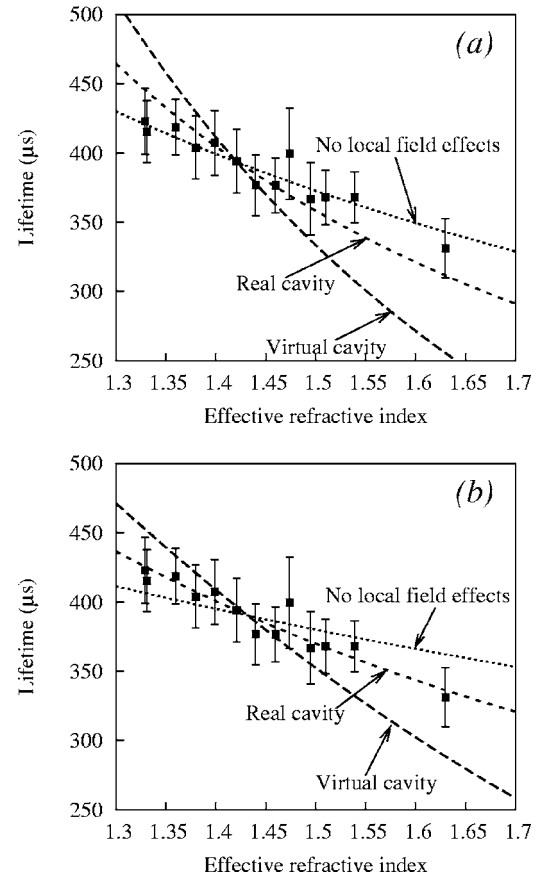 500
(a)
450
No local field effects
400
Lifetime (μs)
350
300
Real cavity
Virtual cavity
250
1.3 1.35 1.4 1.45 1.5 1.55 1.6 1.65 1.7
Effective refractive index
500
(b)
450
No local field effects
400
Lifetime (μs)
350
Real cavity
300
Virtual cavity
250
1.3 1.35 1.4 1.45 1.5 1.55 1.6 1.65 1.7
Effective refractive index